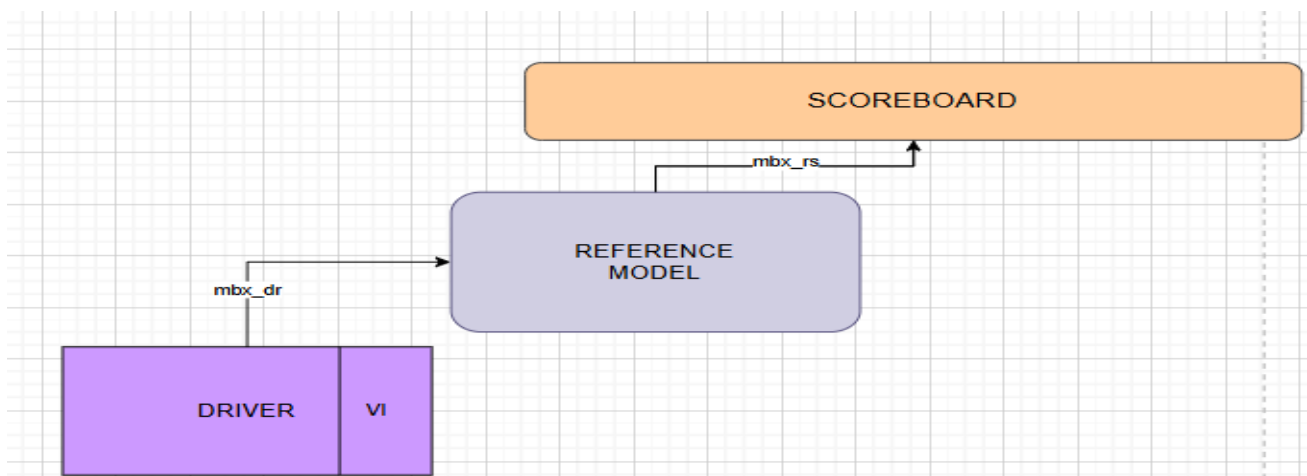 SCOREBOARD
mbx_rs
REFERENCE
MODEL
mbx_dr
DRIVER
VI